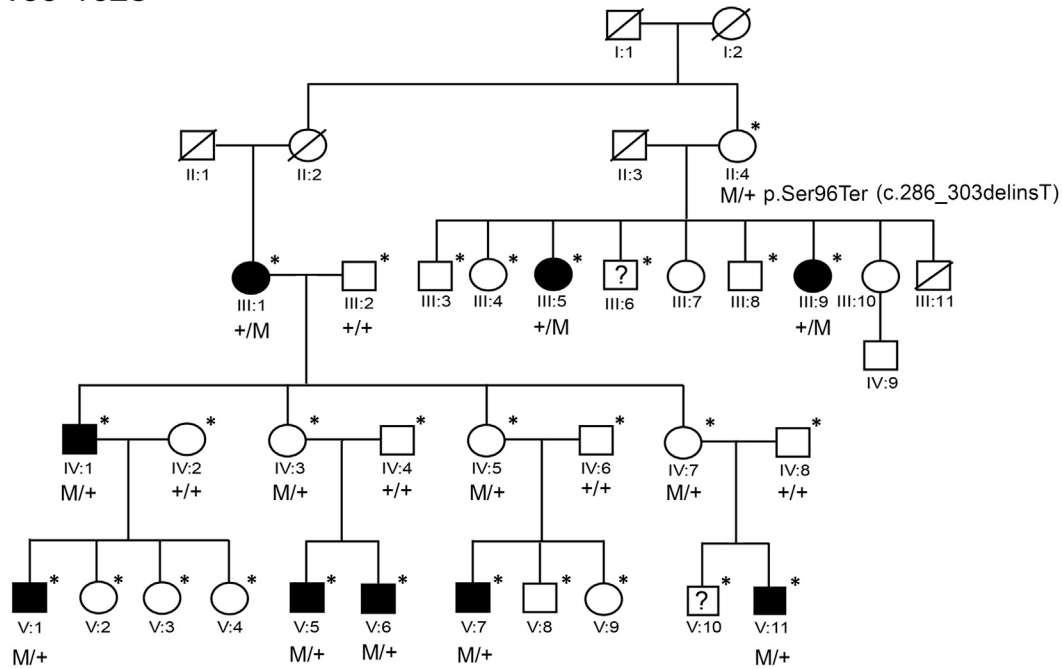 I:1 I:2
* 
II:1 II:2 II:3 II:4
M/+ p.Ser96Ter (c.286_303delinsT)
* * * * * ? * * *
III:1 III:2 III:3 III:4 III:5 III:6 III:7 III:8 III:9 III:10 III:11
+/M +/+ +/M +/M
IV:9
* * * * * * * *
IV:1 IV:2 IV:3 IV:4 IV:5 IV:6 IV:7 IV:8
M/+ +/+ M/+ +/+ M/+ +/+ M/+ +/+
* * * * * * * * * ? * *
V:1 V:2 V:3 V:4 V:5 V:6 V:7 V:8 V:9 V:10 V:11
M/+ M/+ M/+ M/+ M/+